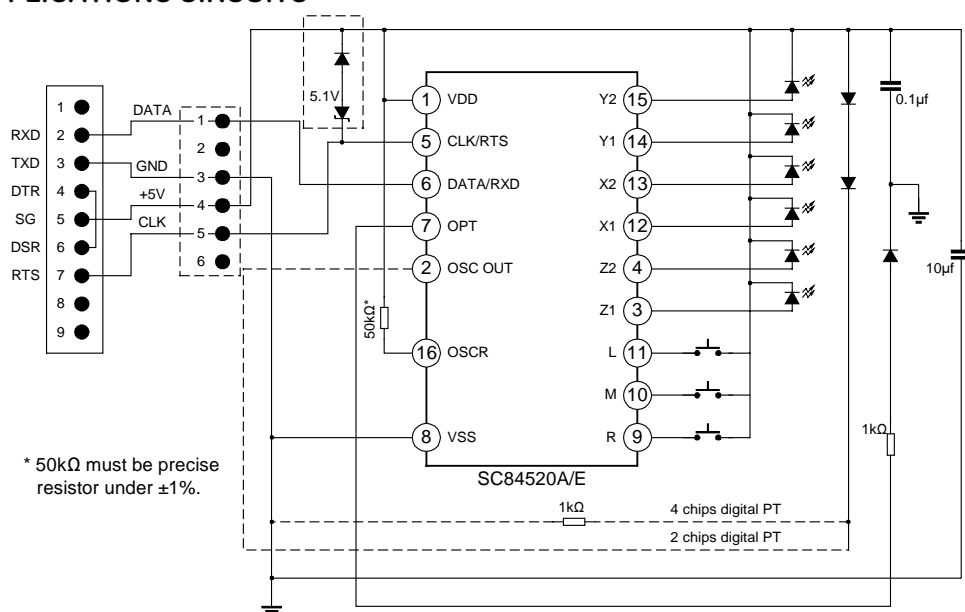 1
RXD 2
TXD 3
DTR 4
SG 5
DSR 6
RTS 7
8
9
DATA
GND
+5V
CLK
1
2
3
4
5
6
5.1V
50kΩ*
1 VDD
5 CLK/RTS
6 DATA/RXD
7 OPT
2 OSC OUT
16 OSCR
8 VSS
Y2 15
Y1 14
X2 13
X1 12
Z2 4
Z1 3
L 11
M 10
R 9
SC84520A/E
0.1μf
10μf
1kΩ
* 50kΩ must be precise
resistor under ±1%.
1kΩ
4 chips digital PT
2 chips digital PT